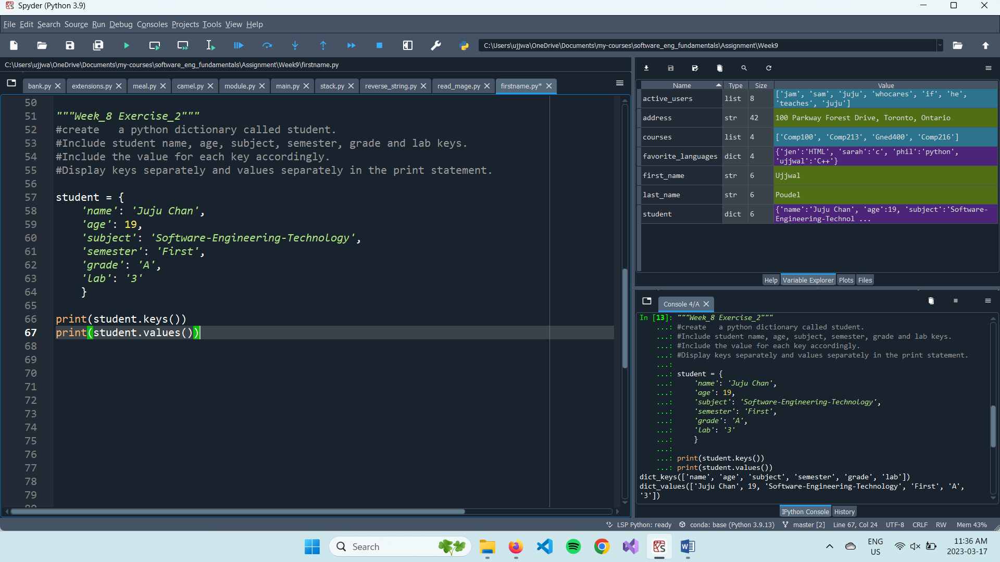 Spyder (Python 3.9)
File Edit Search Source Run Debug Consoles Projects Tools View Help
C:\Users\ujjwa\OneDrive\Documents\my-courses\software_eng_fundamentals\Assignment\Week9
C:\Users\ujjwa\OneDrive\Documents\my-courses\software_eng_fundamentals\Assignment\Week9\firstname.py
bank.py extensions.py meal.py camel.py module.py main.py stack.py reverse_string.py read_mage.py firstname.py*
50
51 """Week_8 Exercise_2"""
52 #create   a python dictionary called student.
53 #Include student name, age, subject, semester, grade and lab keys.
54 #Include the value for each key accordingly.
55 #Display keys separately and values separately in the print statement.
56
57 student = {
58     'name': 'Juju Chan',
59     'age': 19,
60     'subject': 'Software-Engineering-Technology',
61     'semester': 'First',
62     'grade': 'A',
63     'lab': '3'
64     }
65
66 print(student.keys())
67 print(student.values())
68
69
70
71
72
73
74
75
76
77
78
79
80
Name Type Size Value
active_users list 8 ['jam', 'sam', 'juju', 'whocares', 'if', 'he',
'teaches', 'juju']
address str 42 100 Parkway Forest Drive, Toronto, Ontario
courses list 4 ['Comp100', 'Comp213', 'Gned400', 'Comp216']
favorite_languages dict 4 {'jen':'HTML', 'sarah':'c', 'phil':'python',
'ujjwal':'C++'}
first_name str 6 Ujjwal
last_name str 6 Poudel
student dict 6 {'name':'Juju Chan', 'age':19, 'subject':'Software-
Engineering-Technol ...
Help Variable Explorer Plots Files
Console 4/A
In [13]: """Week_8 Exercise_2"""
...: #create   a python dictionary called student.
...: #Include student name, age, subject, semester, grade and lab keys.
...: #Include the value for each key accordingly.
...: #Display keys separately and values separately in the print statement.
...:
...: student = {
...:     'name': 'Juju Chan',
...:     'age': 19,
...:     'subject': 'Software-Engineering-Technology',
...:     'semester': 'First',
...:     'grade': 'A',
...:     'lab': '3'
...:     }
...:
...: print(student.keys())
...: print(student.values())
dict_keys(['name', 'age', 'subject', 'semester', 'grade', 'lab'])
dict_values(['Juju Chan', 19, 'Software-Engineering-Technology', 'First', 'A',
'3'])
IPython Console History
LSP Python: ready conda: base (Python 3.9.13) master [2] Line 67, Col 24 UTF-8 CRLF RW Mem 43%
Search
ENG
US
11:36 AM
2023-03-17